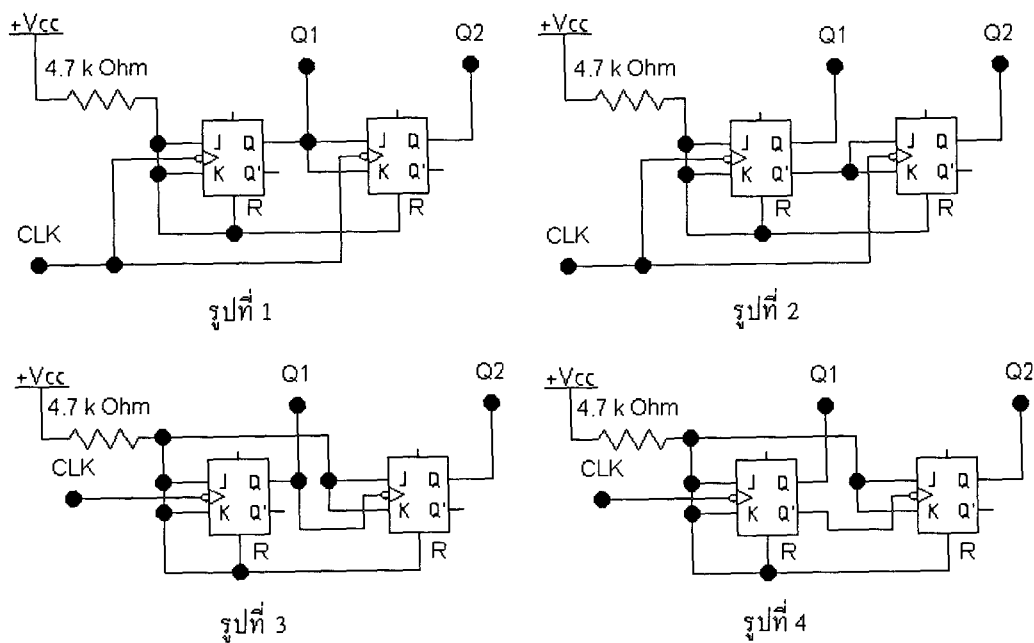 +Vcc
4.7 k Ohm
Q1
Q2
J Q
K Q'
R
J Q
K Q'
R
CLK
รูปที่ 1
+Vcc
4.7 k Ohm
Q1
Q2
J Q
K Q'
R
J Q
K Q'
R
CLK
รูปที่ 2
+Vcc
4.7 k Ohm
CLK
Q1
Q2
J Q
K Q'
R
J Q
K Q'
R
รูปที่ 3
+Vcc
4.7 k Ohm
CLK
Q1
Q2
J Q
K Q'
R
J Q
K Q'
R
รูปที่ 4